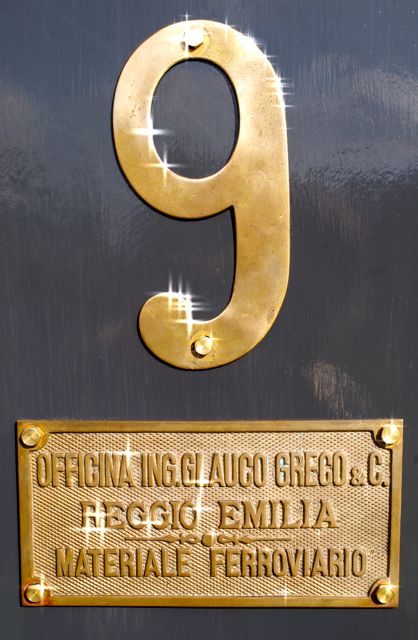 9
OFFICINA ING. GLAUCO GRECO & C.
REGGIO EMILIA
MATERIALE FERROVIARIO